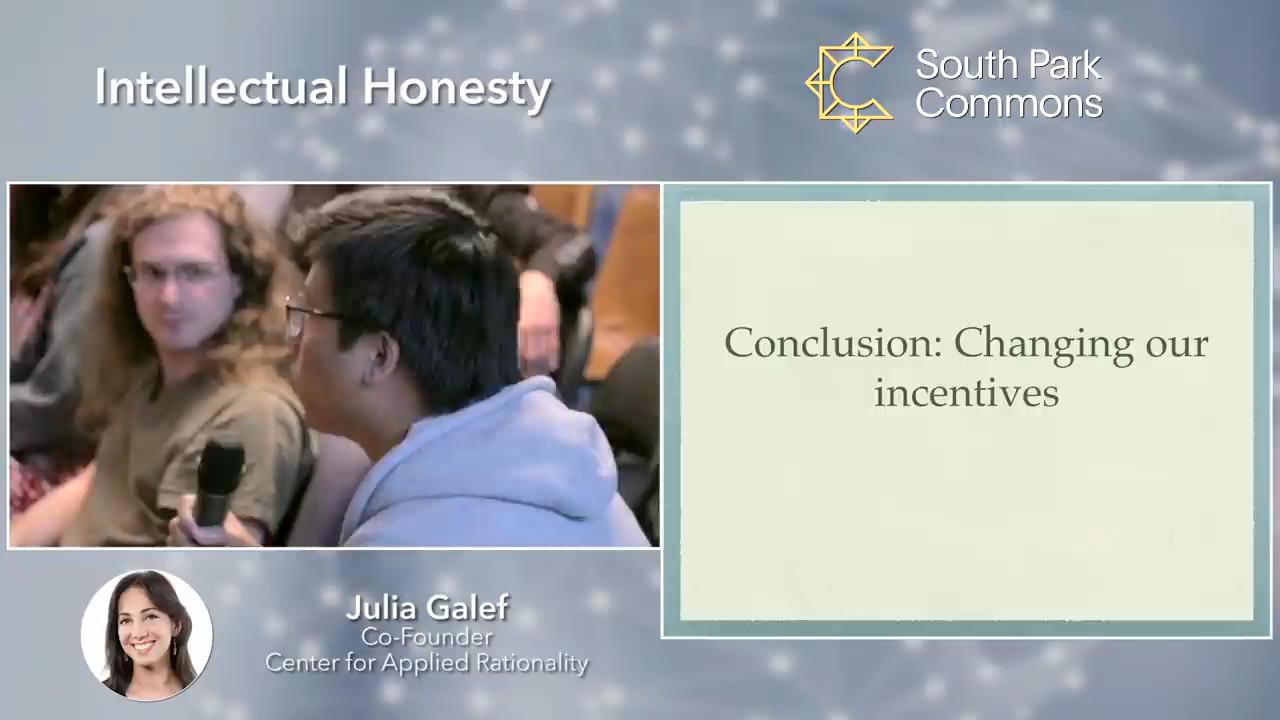 Intellectual Honesty
South Park
Commons
Conclusion: Changing our
incentives
Julia Galef
Co-Founder
Center for Applied Rationality